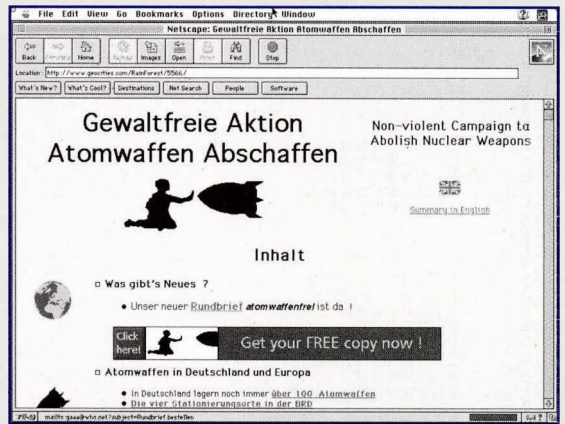 File Edit View Go Bookmarks Options Directory Window
Netscape: Gewaltfreie Aktion Atomwaffen Abschaffen
Back Forward Home Reload Images Open Print Find Stop
Location: http://www.geocities.com/RainForest/5566/
What's New? What's Cool? Destinations Net Search People Software
Gewaltfreie Aktion
Atomwaffen Abschaffen
Non-violent Campaign to
Abolish Nuclear Weapons
Summary in English
Inhalt
Was gibt's Neues ?
Unser neuer Rundbrief atomwaffenfrei ist da !
Click
here!
Get your FREE copy now !
Atomwaffen in Deutschland und Europa
In Deutschland lagern noch immer über 100 Atomwaffen
Die vier Stationierungsorte in der BRD
mailto:gaaa@who.net?subject=Rundbrief bestellen